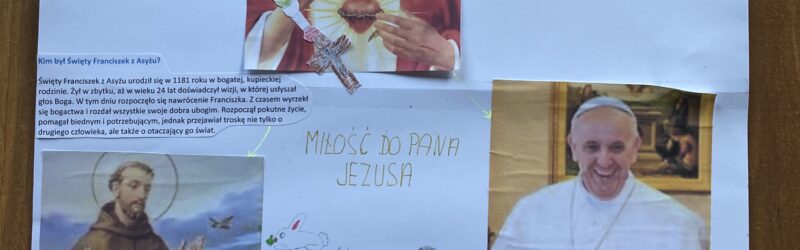 Kim był Święty Franciszek z Asyżu?
Święty Franciszek z Asyżu urodził się w 1181 roku w bogatej, kupieckiej
rodzinie. Żył w zbytku, aż w wieku 24 lat doświadczył wizji, w której usłyszał
głos Boga. W tym dniu rozpoczęło się nawrócenie Franciszka. Z czasem wyrzekł
się bogactwa i rozdał wszystkie swoje dobra ubogim. Rozpoczął pokutne życie,
pomagał biednym i potrzebującym, jednak przejawiał troskę nie tylko o
drugiego człowieka, ale także o otaczający go świat.
MIŁOŚĆ DO PANA
JEZUSA